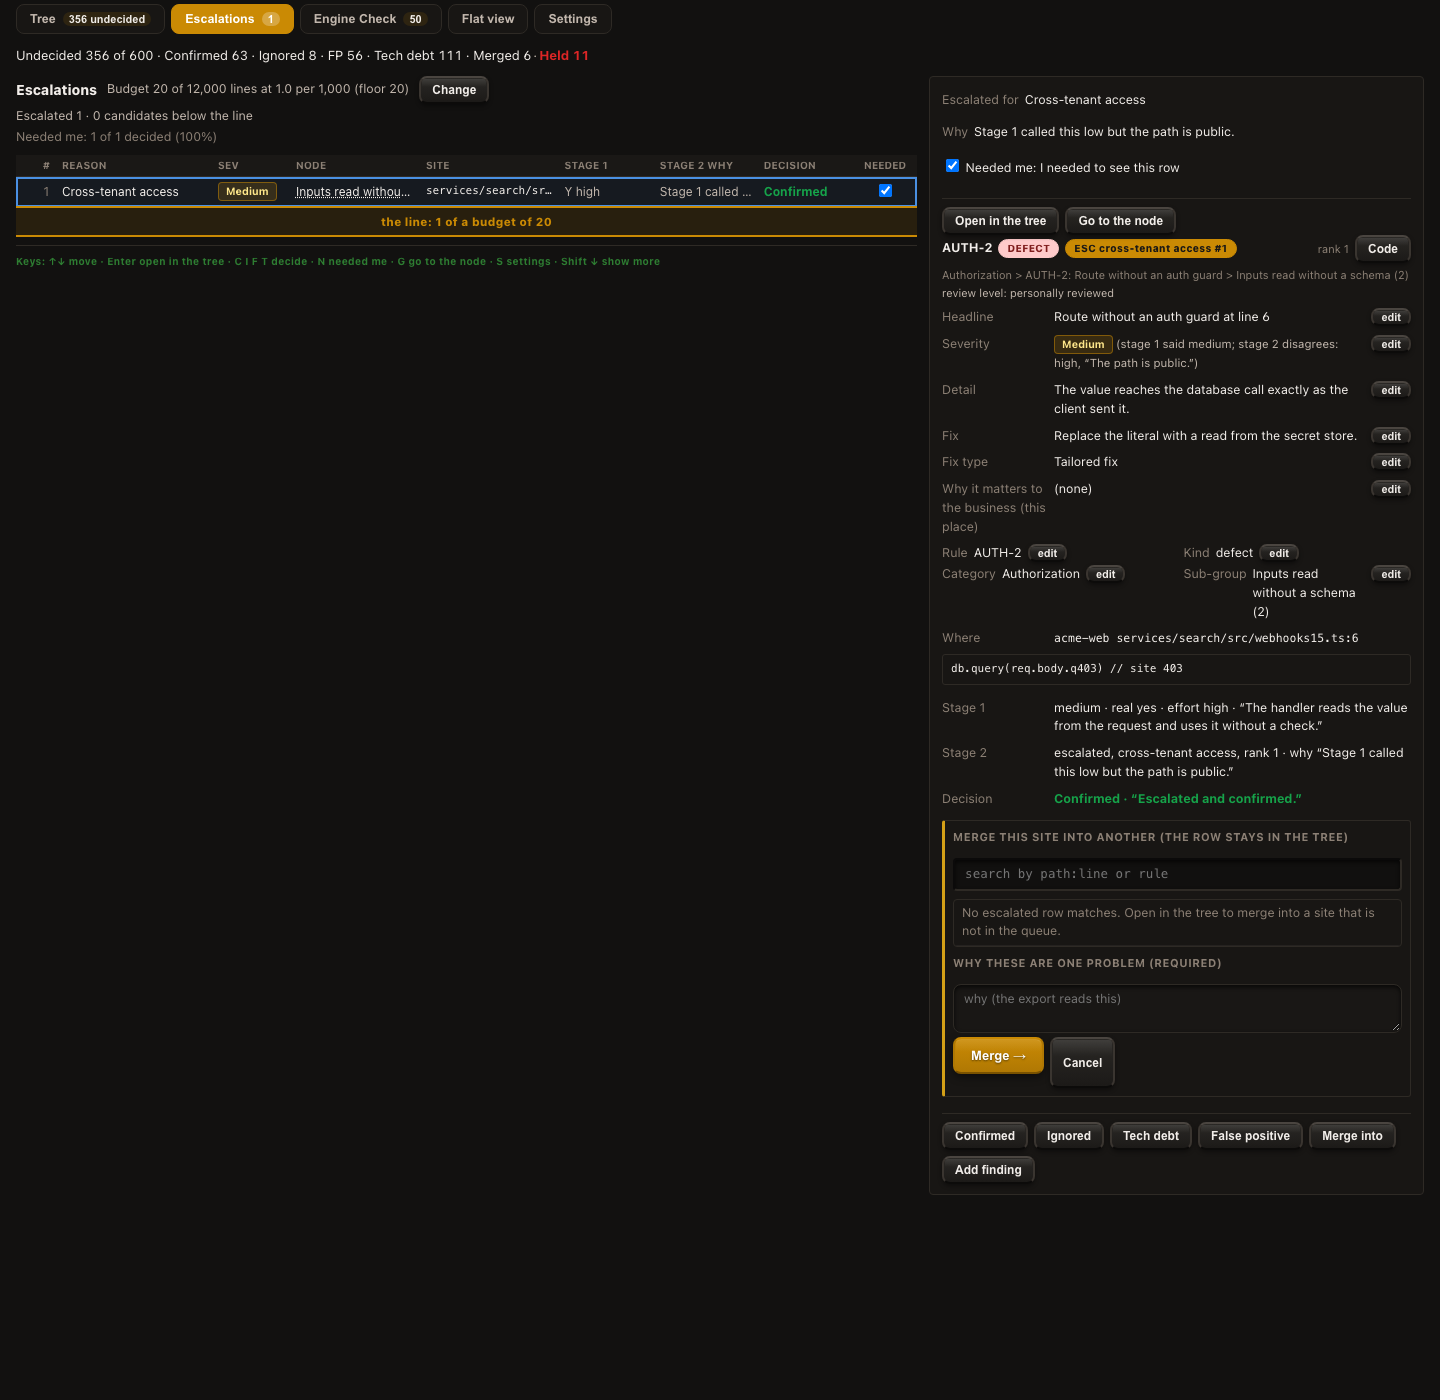 Tree 356 undecided Escalations 1 Engine Check 50 Flat view Settings
Undecided 356 of 600 · Confirmed 63 · Ignored 8 · FP 56 · Tech debt 111 · Merged 6 · Held 11
Escalations Budget 20 of 12,000 lines at 1.0 per 1,000 (floor 20) Change
Escalated 1 · 0 candidates below the line
Needed me: 1 of 1 decided (100%)
# REASON SEV NODE SITE STAGE 1 STAGE 2 WHY DECISION NEEDED
1 Cross-tenant access Medium Inputs read withou... services/search/sr... Y high Stage 1 called ... Confirmed
the line: 1 of a budget of 20
Keys: ↑↓ move · Enter open in the tree · C I F T decide · N needed me · G go to the node · S settings · Shift ↓ show more
Escalated for Cross-tenant access
Why Stage 1 called this low but the path is public.
Needed me: I needed to see this row
Open in the tree Go to the node
AUTH-2 DEFECT ESC cross-tenant access #1 rank 1 Code
Authorization > AUTH-2: Route without an auth guard > Inputs read without a schema (2)
review level: personally reviewed
Headline Route without an auth guard at line 6 edit
Severity Medium (stage 1 said medium; stage 2 disagrees: edit
high, “The path is public.”)
Detail The value reaches the database call exactly as the edit
client sent it.
Fix Replace the literal with a read from the secret store. edit
Fix type Tailored fix edit
Why it matters to (none) edit
the business (this
place)
Rule AUTH-2 edit Kind defect edit
Category Authorization edit Sub-group Inputs read edit
without a schema
(2)
Where acme-web services/search/src/webhooks15.ts:6
db.query(req.body.q403) // site 403
Stage 1 medium · real yes · effort high · “The handler reads the value
from the request and uses it without a check.”
Stage 2 escalated, cross-tenant access, rank 1 · why “Stage 1 called
this low but the path is public.”
Decision Confirmed · “Escalated and confirmed.”
MERGE THIS SITE INTO ANOTHER (THE ROW STAYS IN THE TREE)
search by path:line or rule
No escalated row matches. Open in the tree to merge into a site that is
not in the queue.
WHY THESE ARE ONE PROBLEM (REQUIRED)
why (the export reads this)
Merge → Cancel
Confirmed Ignored Tech debt False positive Merge into
Add finding